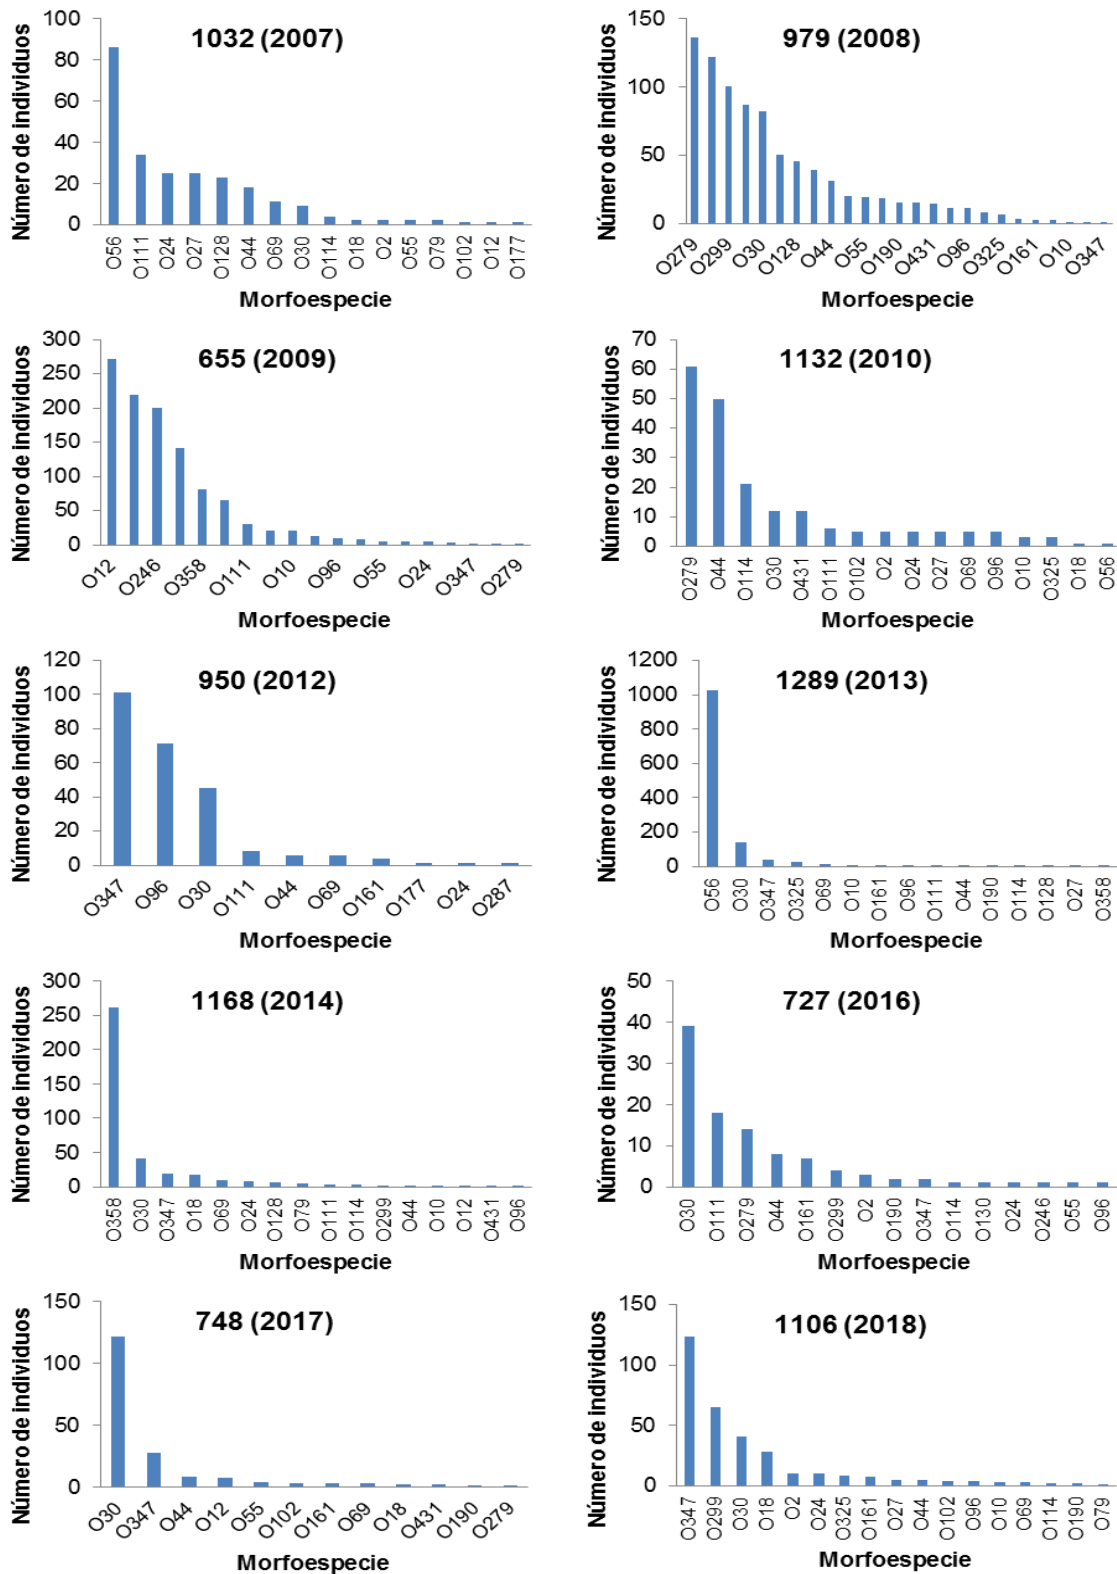 1032 (2007)
Número de individuos
100
80
60
40
20
0
O56 O111 O24 O27 O128 O44 O69 O30 O114 O18 O2 O55 O79 O102 O12 O177
Morfoespecie
979 (2008)
Número de individuos
150
100
50
0
O279 O299 O30 O128 O44 O55 O190 O431 O96 O325 O161 O10 O347
Morfoespecie
655 (2009)
Número de individuos
300
250
200
150
100
50
0
O12 O246 O358 O111 O10 O96 O55 O24 O347 O279
Morfoespecie
1132 (2010)
Número de individuos
70
60
50
40
30
20
10
0
O279 O44 O114 O30 O431 O111 O102 O2 O24 O27 O69 O96 O10 O325 O18 O56
Morfoespecie
950 (2012)
Número de individuos
120
100
80
60
40
20
0
O347 O96 O30 O111 O44 O69 O161 O177 O24 O287
Morfoespecie
1289 (2013)
Número de individuos
1200
1000
800
600
400
200
0
O56 O30 O347 O325 O69 O10 O161 O96 O111 O44 O190 O114 O128 O27 O358
Morfoespecie
1168 (2014)
Número de individuos
300
250
200
150
100
50
0
O358 O30 O347 O18 O69 O24 O128 O79 O111 O114 O299 O44 O10 O12 O431 O96
Morfoespecie
727 (2016)
Número de individuos
50
40
30
20
10
0
O30 O111 O279 O44 O161 O299 O2 O190 O347 O114 O130 O24 O246 O55 O96
Morfoespecie
748 (2017)
Número de individuos
150
100
50
0
O30 O347 O44 O12 O55 O102 O161 O69 O18 O431 O190 O279
Morfoespecie
1106 (2018)
Número de individuos
150
100
50
0
O347 O299 O30 O18 O2 O24 O325 O161 O27 O44 O102 O96 O10 O69 O114 O190 O79
Morfoespecie